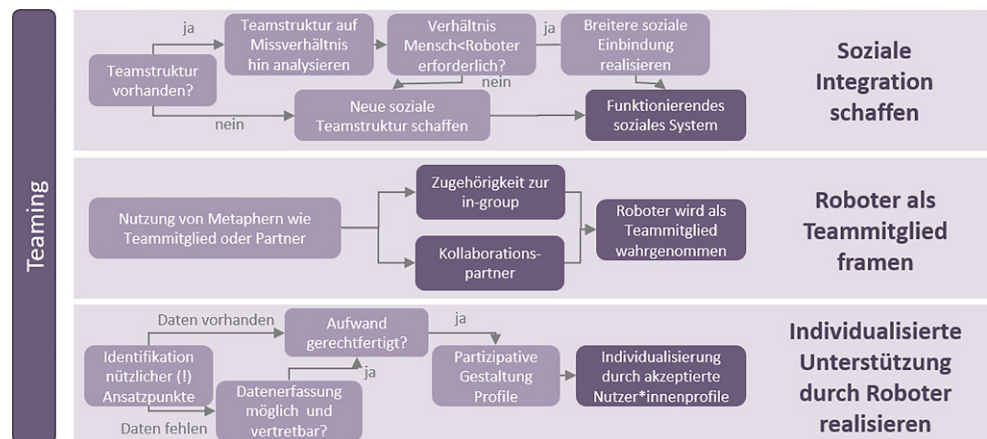 Teaming
ja
Teamstruktur vorhanden?
nein
Teamstruktur auf
Missverhältnis
hin analysieren
Verhältnis
Mensch<Roboter
erforderlich?
ja
nein
Breitere soziale
Einbindung
realisieren
Neue soziale
Teamstruktur schaffen
Funktionierendes
soziales System
Soziale
Integration
schaffen
Nutzung von Metaphern wie
Teammitglied oder Partner
Zugehörigkeit zur
in-group
Kollaborations-
partner
Roboter wird als
Teammitglied
wahrgenommen
Roboter als
Teammitglied
framen
Daten vorhanden
Identifikation
nützlicher (!)
Ansatzpunkte
Daten fehlen
Aufwand
gerechtfertigt?
ja
Datenerfassung
möglich und
vertretbar?
ja
Partizipative
Gestaltung
Profile
Individualisierung
durch akzeptierte
Nutzer*innenprofile
Individualisierte
Unterstützung
durch Roboter
realisieren